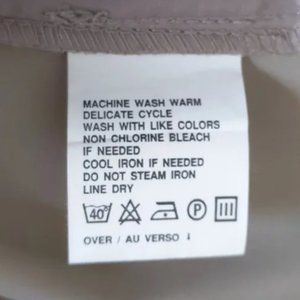 MACHINE WASH WARM
DELICATE CYCLE
WASH WITH LIKE COLORS
NON CHLORINE BLEACH
IF NEEDED
COOL IRON IF NEEDED
DO NOT STEAM IRON
LINE DRY
40° P
OVER / AU VERSO ↓